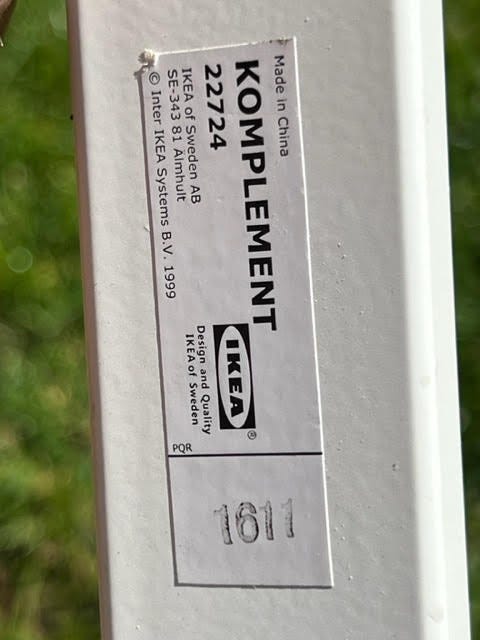 Made in China
KOMPLEMENT
22724
IKEA of Sweden AB
SE-343 81 Älmhult
© Inter IKEA Systems B.V. 1999
IKEA®
Design and Quality
IKEA of Sweden
PQR
1611